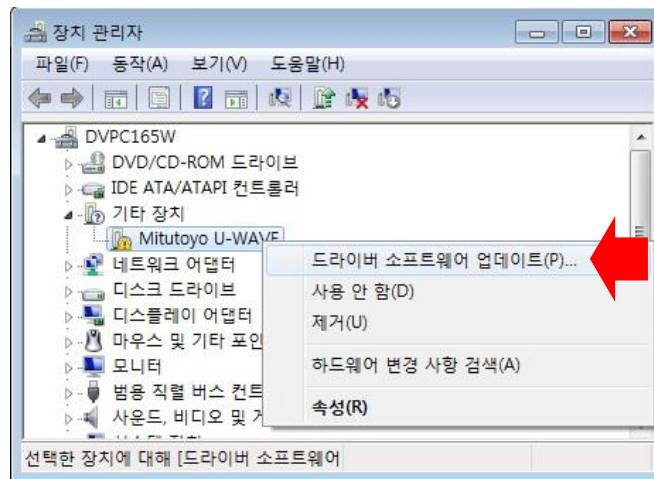 장치 관리자
파일(F) 동작(A) 보기(V) 도움말(H)
DVPC165W
DVD/CD-ROM 드라이브
IDE ATA/ATAPI 컨트롤러
기타 장치
Mitutoyo U-WAVE
네트워크 어댑터
디스크 드라이브
디스플레이 어댑터
마우스 및 기타 포인
모니터
범용 직렬 버스 컨트
사운드, 비디오 및
드라이버 소프트웨어 업데이트(P)...
사용 안 함(D)
제거(U)
하드웨어 변경 사항 검색(A)
속성(R)
선택한 장치에 대해 [드라이버 소프트웨어